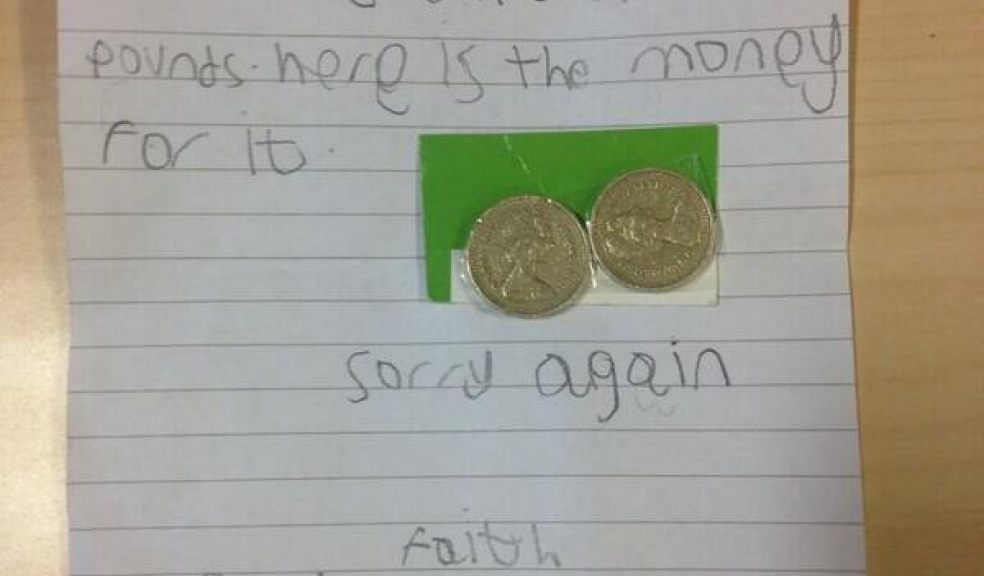 pounds. here is the money
for it.
sorry again
Faith